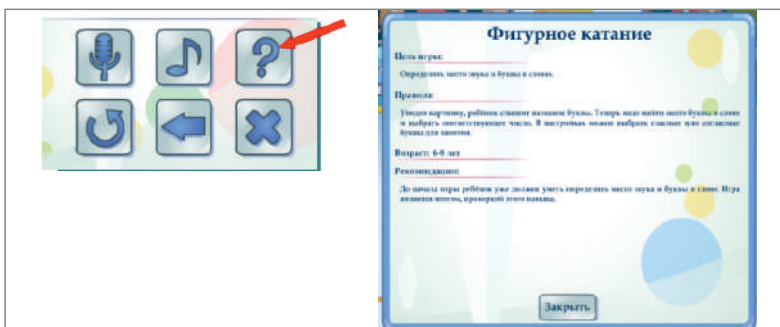 Фигурное катание
Цель игры:
Определить место звука и буквы в словах.
Правила:
Увидев картинку, ребёнок слышит название буквы. Теперь надо найти место буквы в слове
и выбрать соответствующее число. В настройках можно выбрать гласные или согласные
буквы для занятия.
Возраст: 6-8 лет
Рекомендации:
До начала игры ребёнок уже должен уметь определять место звука и буквы в слове. Игра
является итогом, проверкой этого навыка.
Закрыть